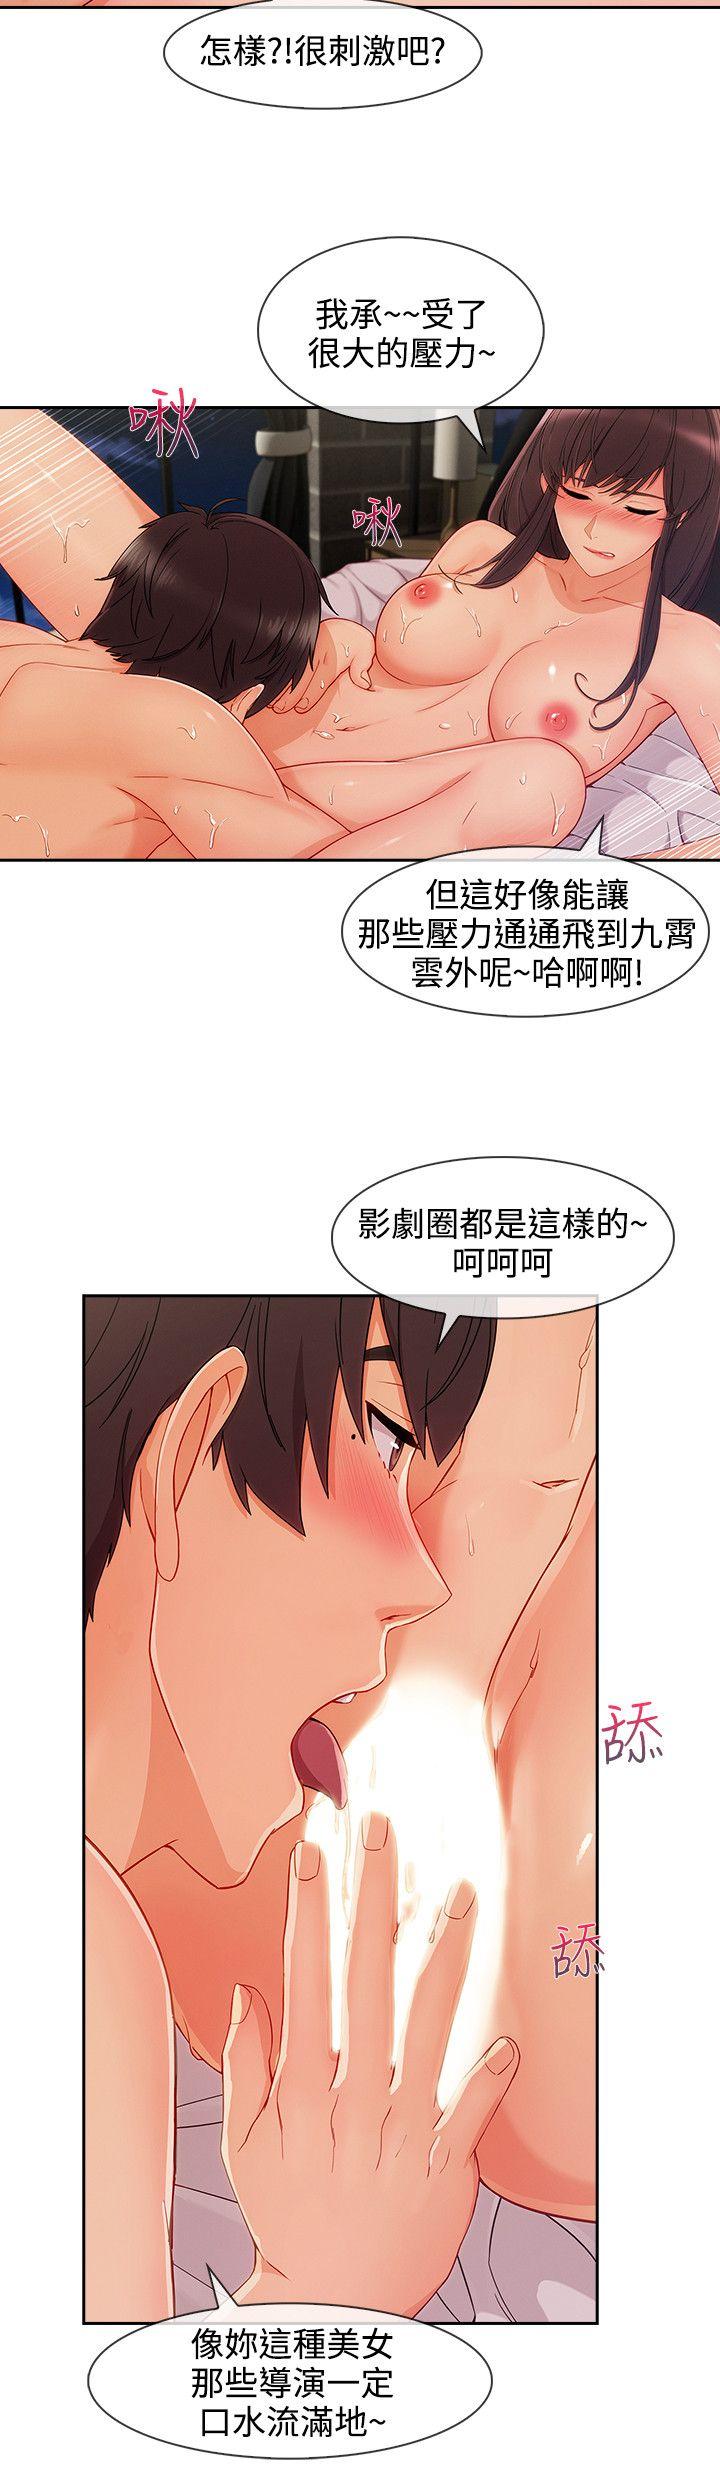 怎樣?!很刺激吧?
我承~~受了
很大的壓力~
啾
啾
但這好像能讓
那些壓力通通飛到九霄
雲外呢~哈啊啊!
影劇圈都是這樣的~
呵呵呵
舔
舔
像妳這種美女
那些導演一定
口水流滿地~